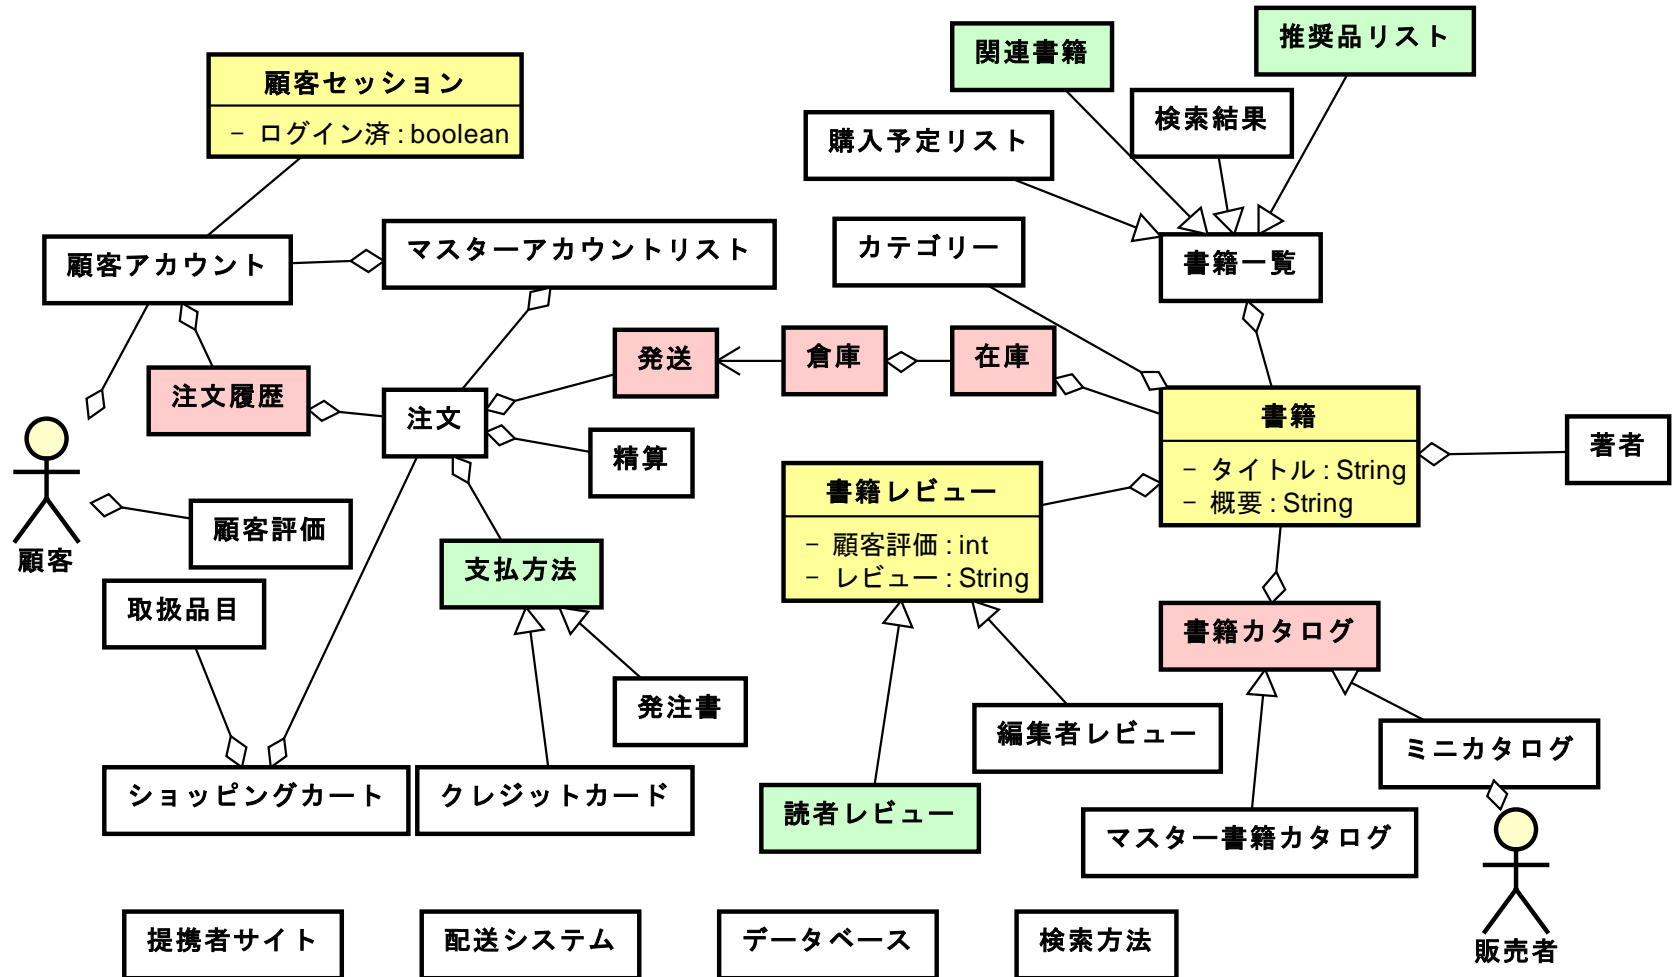 関連書籍
推奨品リスト
顧客セッション
- ログイン済 : boolean
検索結果
購入予定リスト
カテゴリー
マスターアカウントリスト
顧客アカウント
書籍一覧
発送
倉庫
在庫
注文履歴
注文
書籍
- タイトル : String
- 概要 : String
著者
精算
書籍レビュー
- 顧客評価 : int
- レビュー : String
顧客
顧客評価
支払方法
取扱品目
書籍カタログ
発注書
編集者レビュー
ミニカタログ
ショッピングカート
クレジットカード
読者レビュー
マスター書籍カタログ
販売者
提携者サイト
配送システム
データベース
検索方法